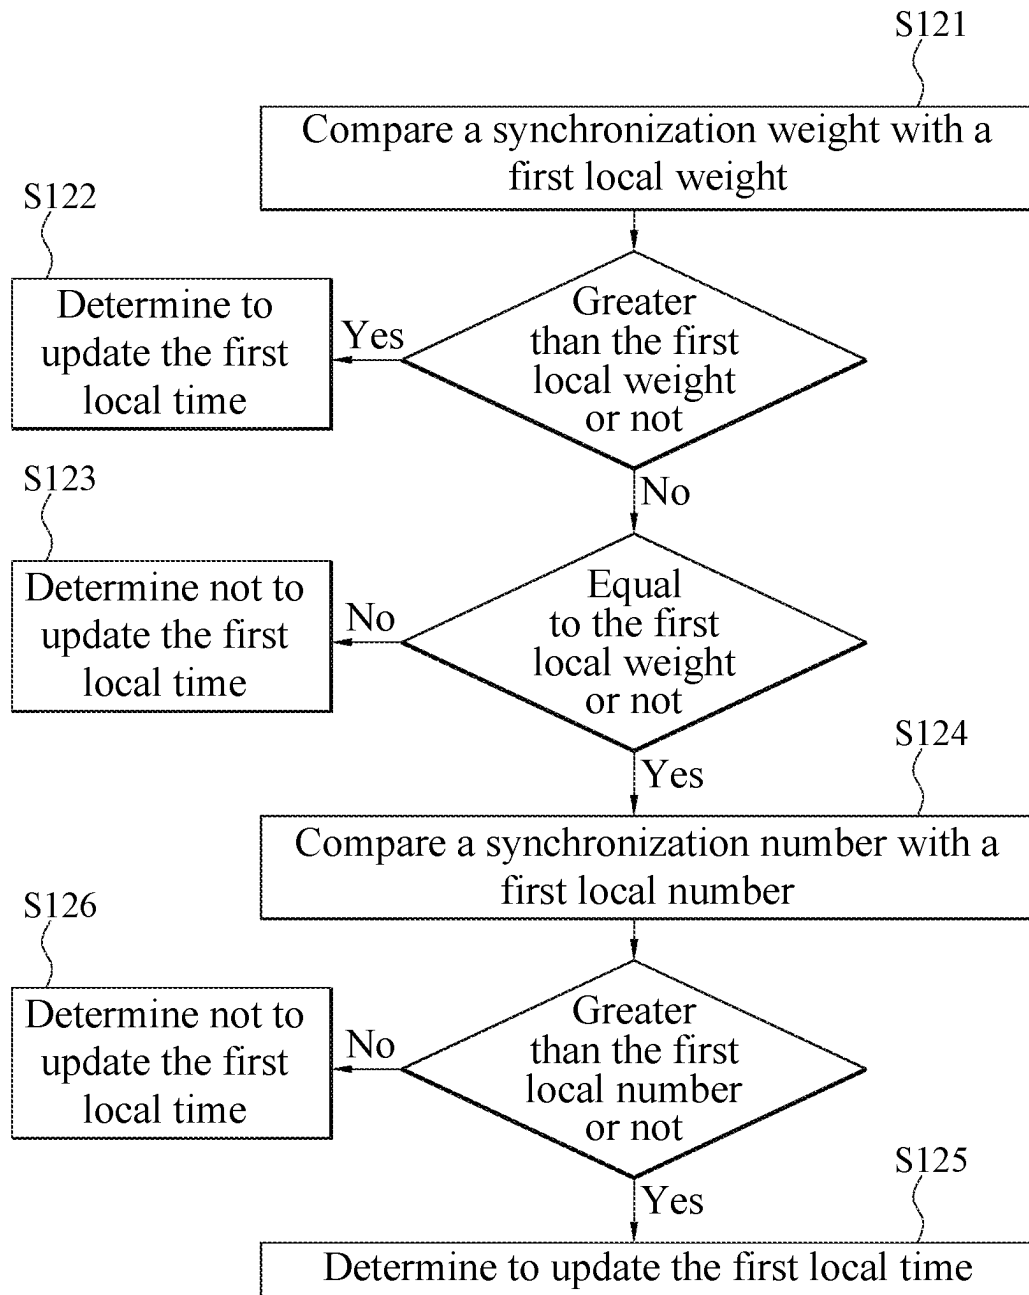 S121
Compare a synchronization weight with a
first local weight
S122
Determine to
update the first
local time
Yes
Greater
than the first
local weight
or not
No
S123
Determine not to
update the first
local time
No
Equal
to the first
local weight
or not
Yes
S124
Compare a synchronization number with a
first local number
S126
Determine not to
update the first
local time
No
Greater
than the first
local number
or not
Yes
S125
Determine to update the first local time